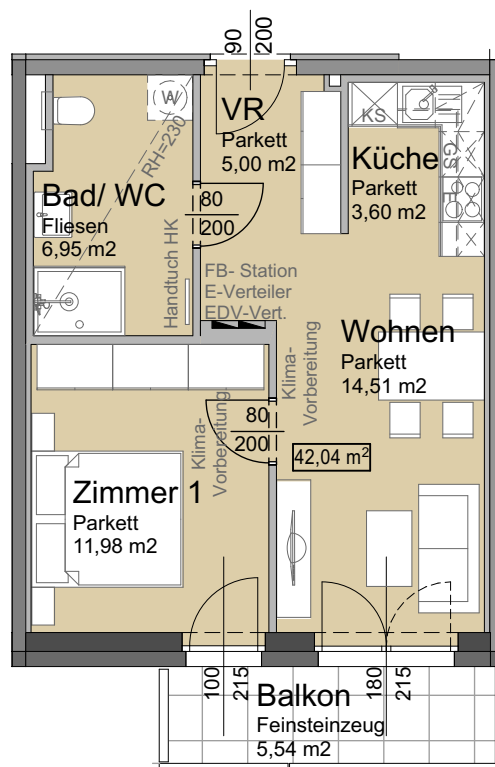 90
200
VR
Parkett
5,00 m2
W
RH=230
KS
GS
E
Küche
Parkett
3,60 m2
Bad/ WC
Fliesen
6,95 m2
80
200
Handtuch HK
FB- Station
E-Verteiler
EDV-Vert.
Wohnen
Parkett
14,51 m2
Klima-
Vorbereitung
80
200
Klima-
Vorbereitung
42,04 m²
Zimmer 1
Parkett
11,98 m2
100
215
180
215
Balkon
Feinsteinzeug
5,54 m2